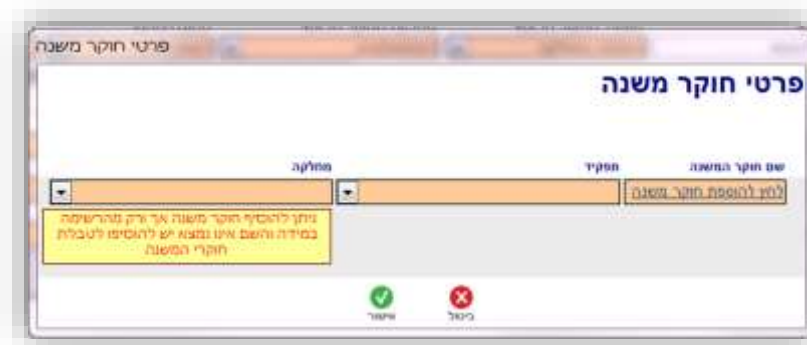 פרטי חוקר משנה
פרטי חוקר משנה
שם חוקר המשנה תפקיד מחלקה
לחץ להוספת חוקר משנה
ניתן להוסיף חוקר משנה אך ורק מהרשימה
במידה והשם אינו נמצא יש להוסיפו לטבלת
חוקרי המשנה
ביטול אישור